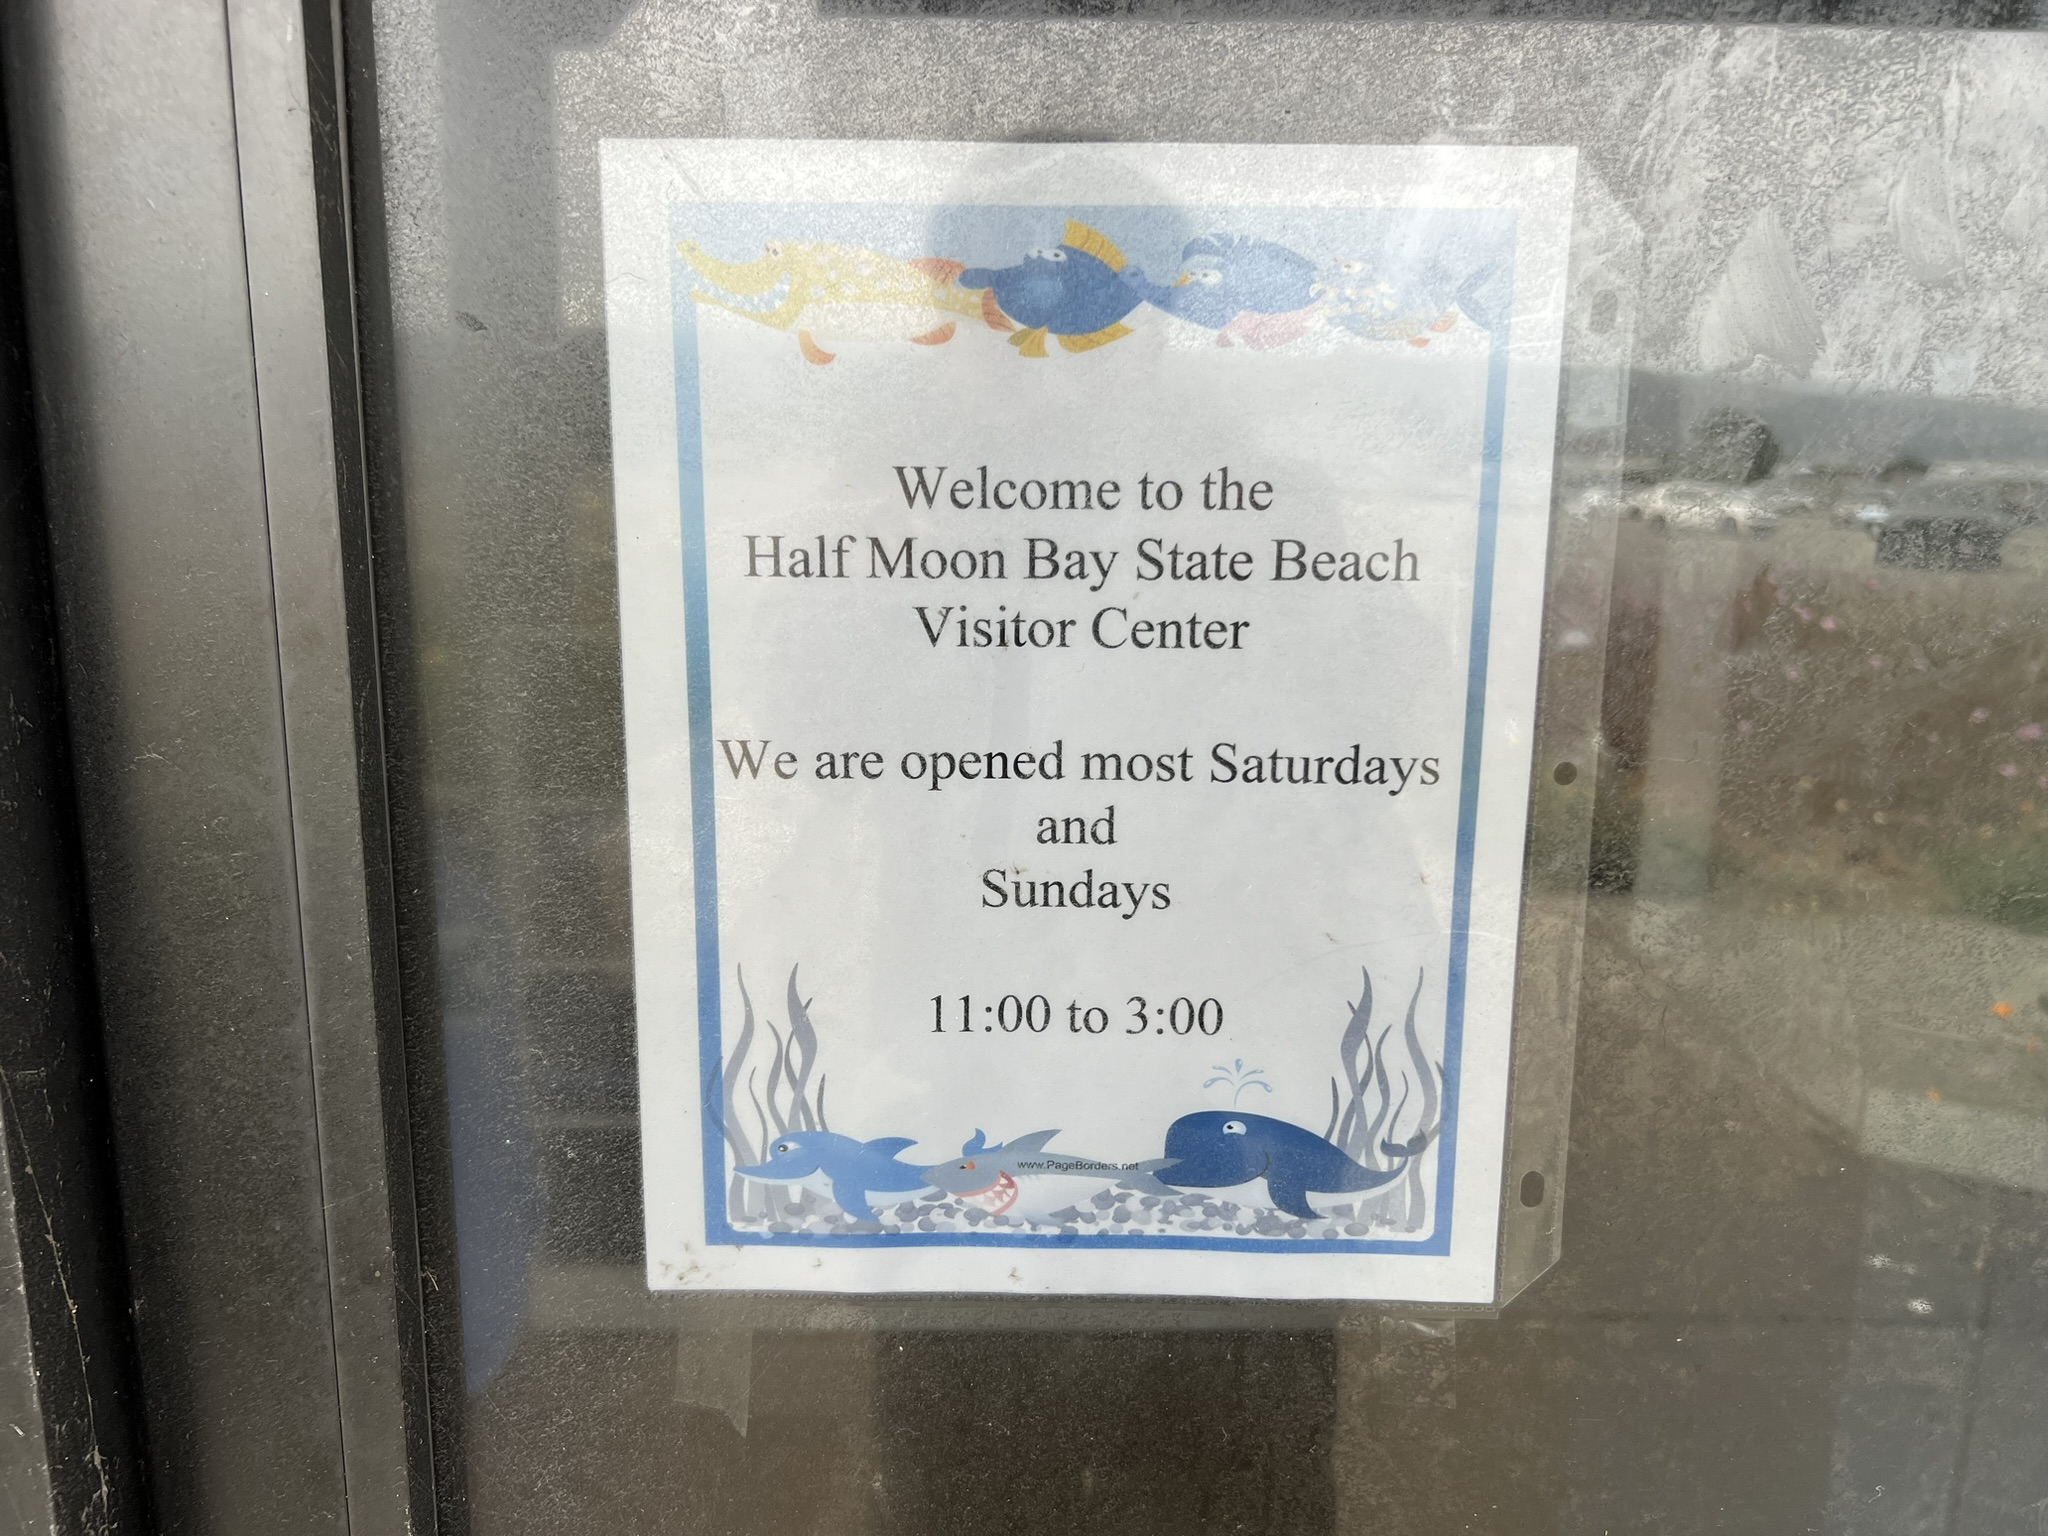 Welcome to the
Half Moon Bay State Beach
Visitor Center
We are opened most Saturdays
and
Sundays
11:00 to 3:00
www.PageBorders.net